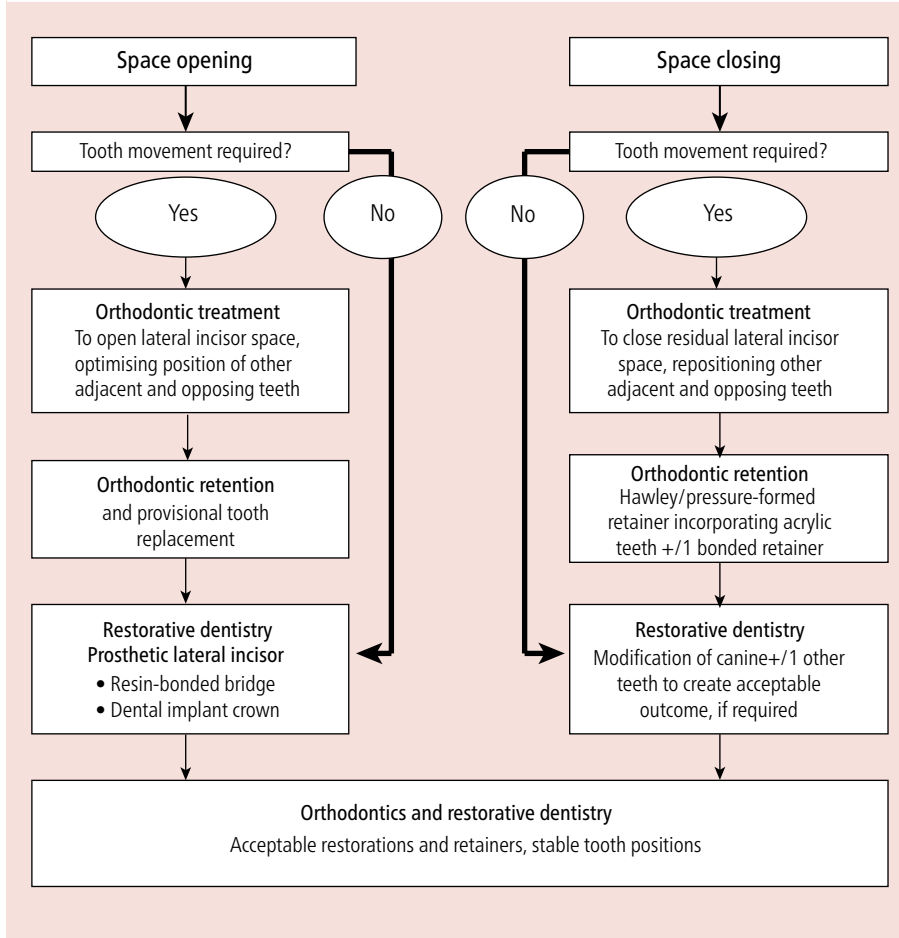 Space opening
Tooth movement required?
Yes
No
Orthodontic treatment
To open lateral incisor space,
optimising position of other
adjacent and opposing teeth
Orthodontic retention
and provisional tooth
replacement
Restorative dentistry
Prosthetic lateral incisor
• Resin-bonded bridge
• Dental implant crown
Space closing
Tooth movement required?
No
Yes
Orthodontic treatment
To close residual lateral incisor
space, repositioning other
adjacent and opposing teeth
Orthodontic retention
Hawley/pressure-formed
retainer incorporating acrylic
teeth +/1 bonded retainer
Restorative dentistry
Modification of canine+/1 other
teeth to create acceptable
outcome, if required
Orthodontics and restorative dentistry
Acceptable restorations and retainers, stable tooth positions